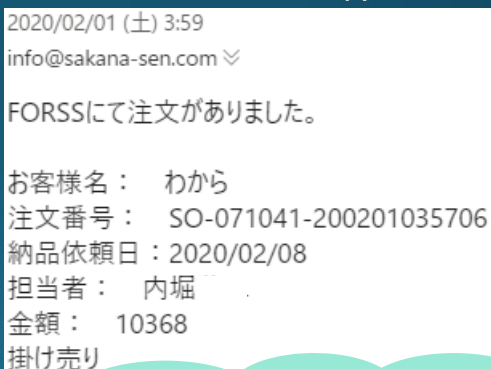 2020/02/01 (土) 3:59
info@sakana-sen.com
FORSSにて注文がありました。
お客様名： わから
注文番号： SO-071041-200201035706
納品依頼日：2020/02/08
担当者： 内堀
金額： 10368
掛け売り